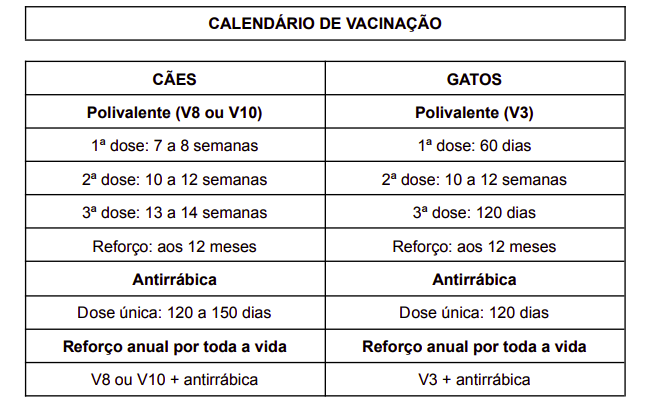 CALENDÁRIO DE VACINAÇÃO
CÃES GATOS
Polivalente (V8 ou V10) Polivalente (V3)
1ª dose: 7 a 8 semanas 1ª dose: 60 dias
2ª dose: 10 a 12 semanas 2ª dose: 10 a 12 semanas
3ª dose: 13 a 14 semanas 3ª dose: 120 dias
Reforço: aos 12 meses Reforço: aos 12 meses
Antirrábica Antirrábica
Dose única: 120 a 150 dias Dose única: 120 dias
Reforço anual por toda a vida Reforço anual por toda a vida
V8 ou V10 + antirrábica V3 + antirrábica